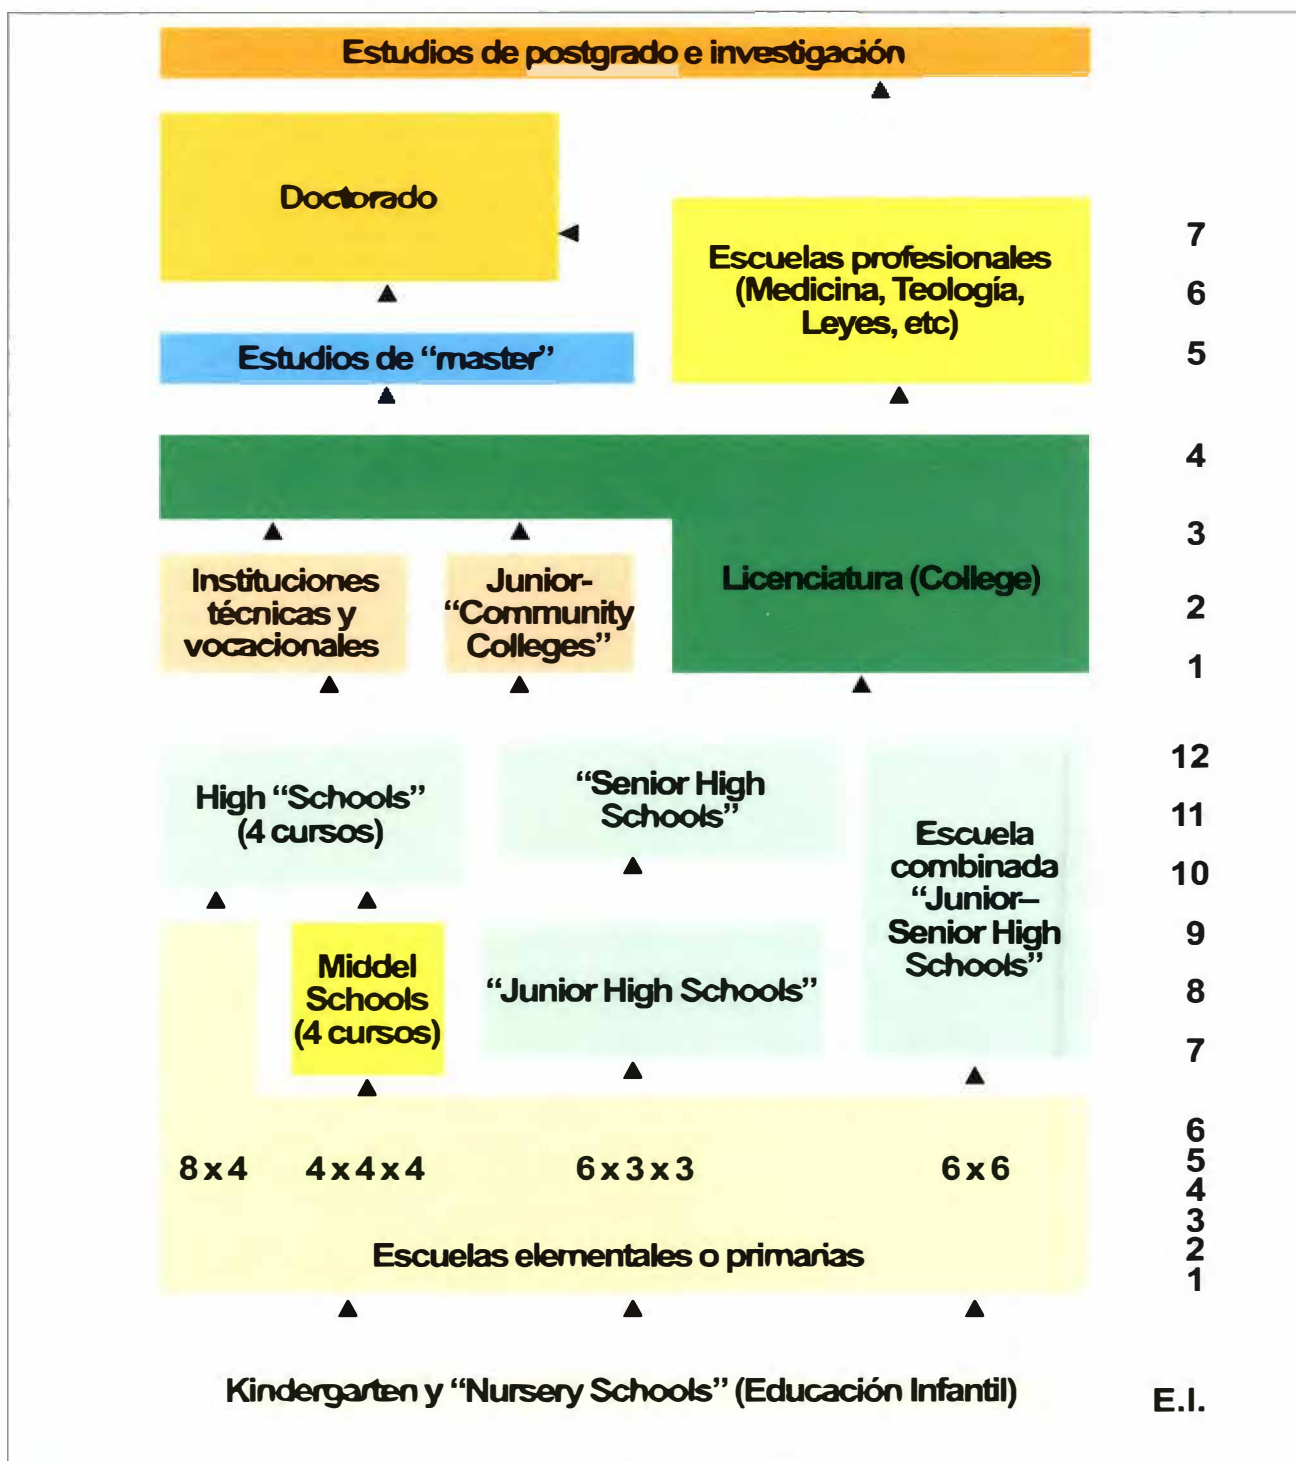 Estudios de postgrado e investigación
Doctorado
7
Escuelas profesionales
(Medicina, Teología,
Leyes, etc)
6
Estudios de “master”
5
4
3
Instituciones
técnicas y
vocacionales
Junior-
“Community
Colleges”
Licenciatura (College)
2
1
12
High “Schools”
(4 cursos)
“Senior High
Schools”
11
Escuela
combinada
“Junior–
Senior High
Schools”
10
9
Middel
Schools
(4 cursos)
“Junior High Schools”
8
7
6
8 x 4
4 x 4 x 4
6 x 3 x 3
6 x 6
5
4
3
Escuelas elementales o primarias
2
1
Kindergarten y “Nursery Schools” (Educación Infantil)
E.I.